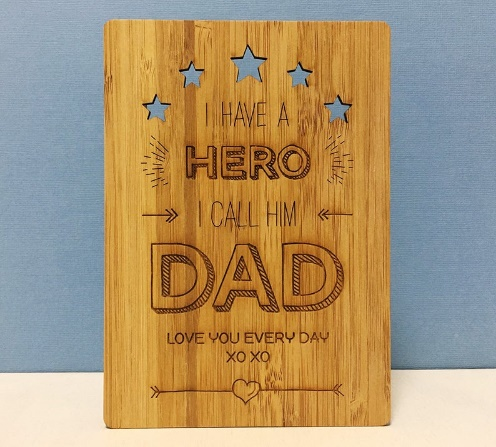 I HAVE A
HERO
I CALL HIM
DAD
LOVE YOU EVERY DAY
XO XO